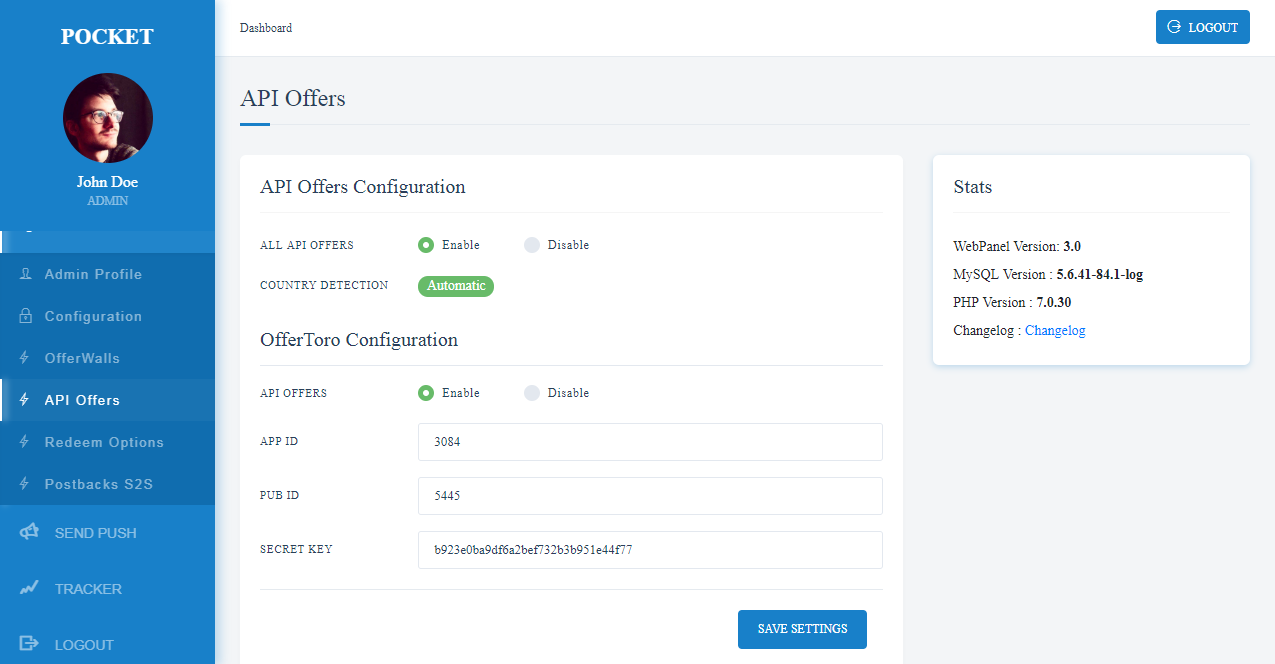 POCKET
John Doe
ADMIN
Admin Profile
Configuration
OfferWalls
API Offers
Redeem Options
Postbacks S2S
SEND PUSH
TRACKER
LOGOUT
Dashboard
LOGOUT
API Offers
API Offers Configuration
ALL API OFFERS Enable Disable
COUNTRY DETECTION Automatic
OfferToro Configuration
API OFFERS Enable Disable
APP ID 3084
PUB ID 5445
SECRET KEY b923e0ba9df6a2bef732b3b951e44f77
SAVE SETTINGS
Stats
WebPanel Version: 3.0
MySQL Version : 5.6.41-84.1-log
PHP Version : 7.0.30
Changelog : Changelog